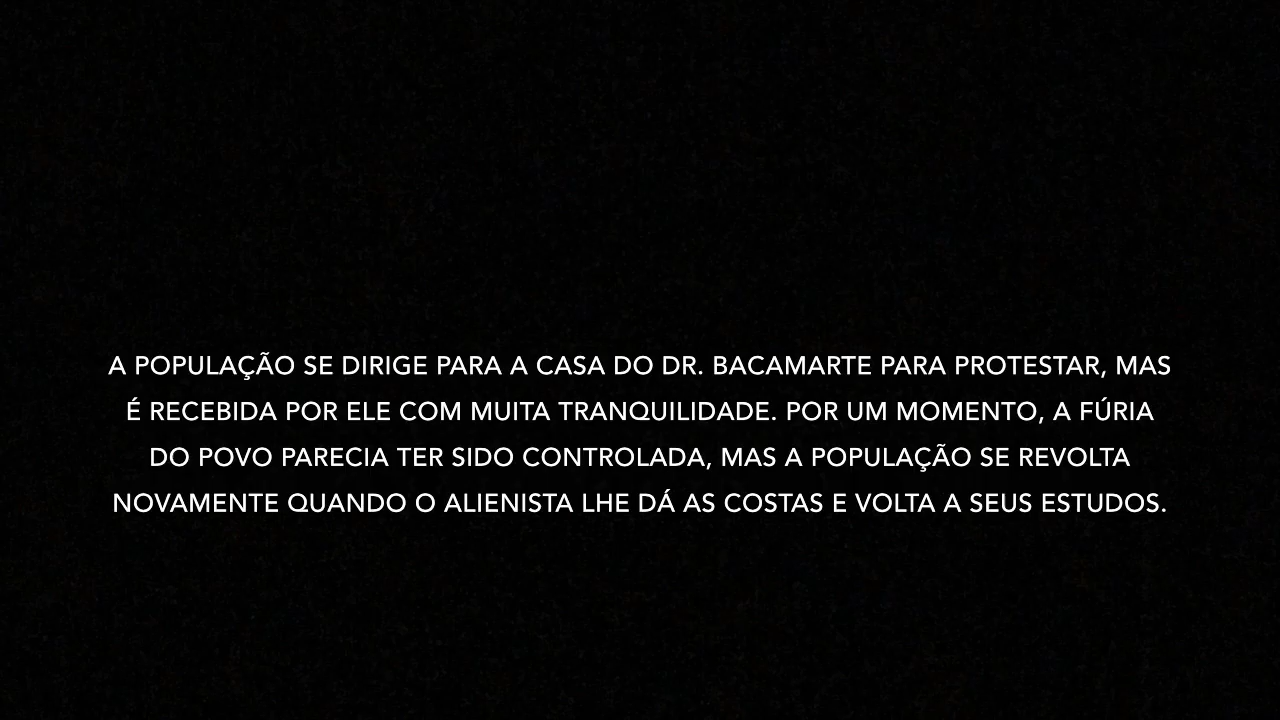 A POPULAÇÃO SE DIRIGE PARA A CASA DO DR. BACAMARTE PARA PROTESTAR, MAS
É RECEBIDA POR ELE COM MUITA TRANQUILIDADE. POR UM MOMENTO, A FÚRIA
DO POVO PARECIA TER SIDO CONTROLADA, MAS A POPULAÇÃO SE REVOLTA
NOVAMENTE QUANDO O ALIENISTA LHE DÁ AS COSTAS E VOLTA A SEUS ESTUDOS.